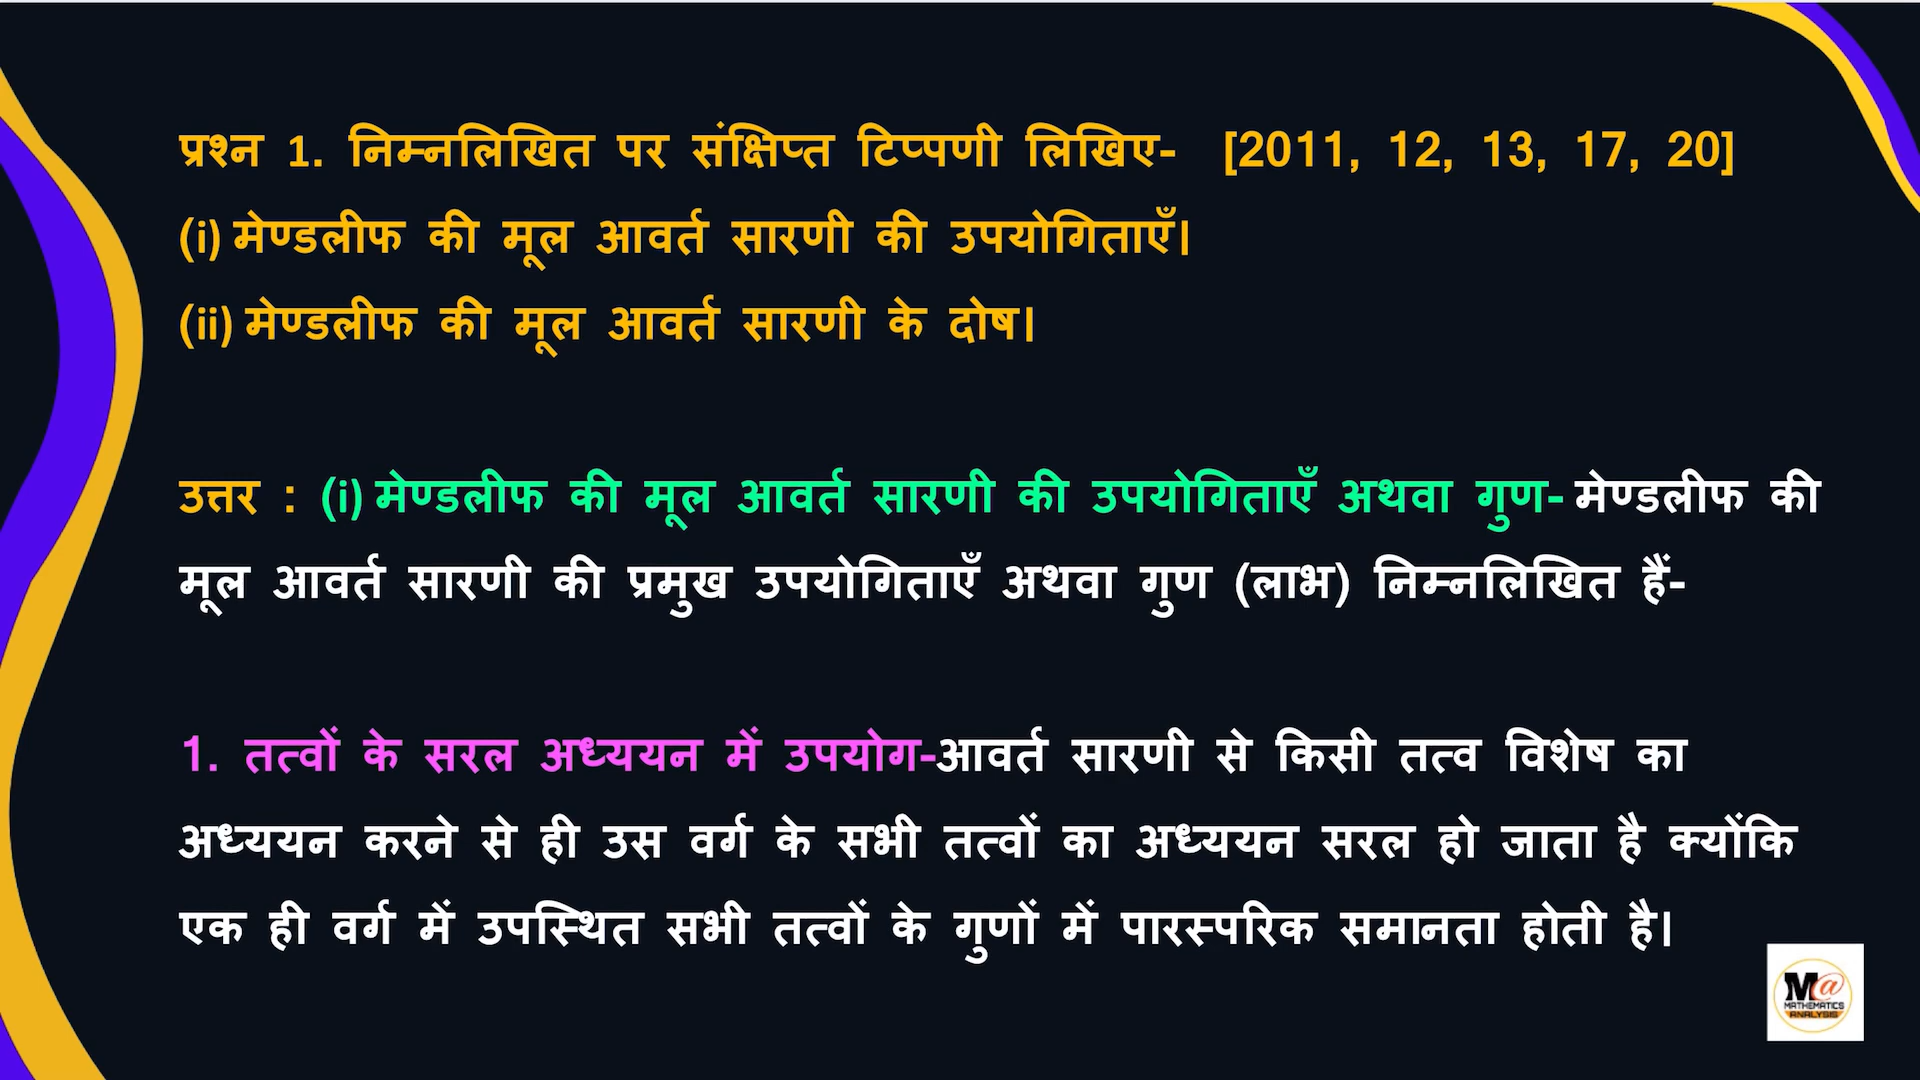 प्रश्न 1. निम्नलिखित पर संक्षिप्त टिप्पणी लिखिए- [2011, 12, 13, 17, 20]
(i) मेण्डलीफ की मूल आवर्त सारणी की उपयोगिताएँ।
(ii) मेण्डलीफ की मूल आवर्त सारणी के दोष।
उत्तर : (i) मेण्डलीफ की मूल आवर्त सारणी की उपयोगिताएँ अथवा गुण- मेण्डलीफ की
मूल आवर्त सारणी की प्रमुख उपयोगिताएँ अथवा गुण (लाभ) निम्नलिखित हैं-
1. तत्वों के सरल अध्ययन में उपयोग-आवर्त सारणी से किसी तत्व विशेष का
अध्ययन करने से ही उस वर्ग के सभी तत्वों का अध्ययन सरल हो जाता है क्योंकि
एक ही वर्ग में उपस्थित सभी तत्वों के गुणों में पारस्परिक समानता होती है।
M@
MATHEMATICS
ANALYSIS